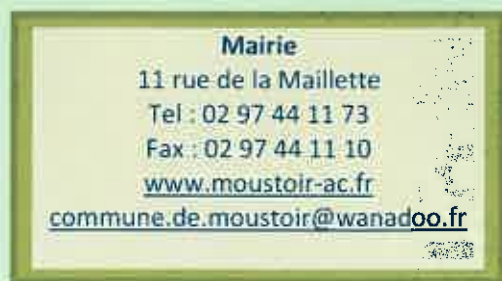 Mairie
11 rue de la Maillette
Tel : 02 97 44 11 73
Fax : 02 97 44 11 10
www.moustoir-ac.fr
commune.de.moustoir@wanadoo.fr